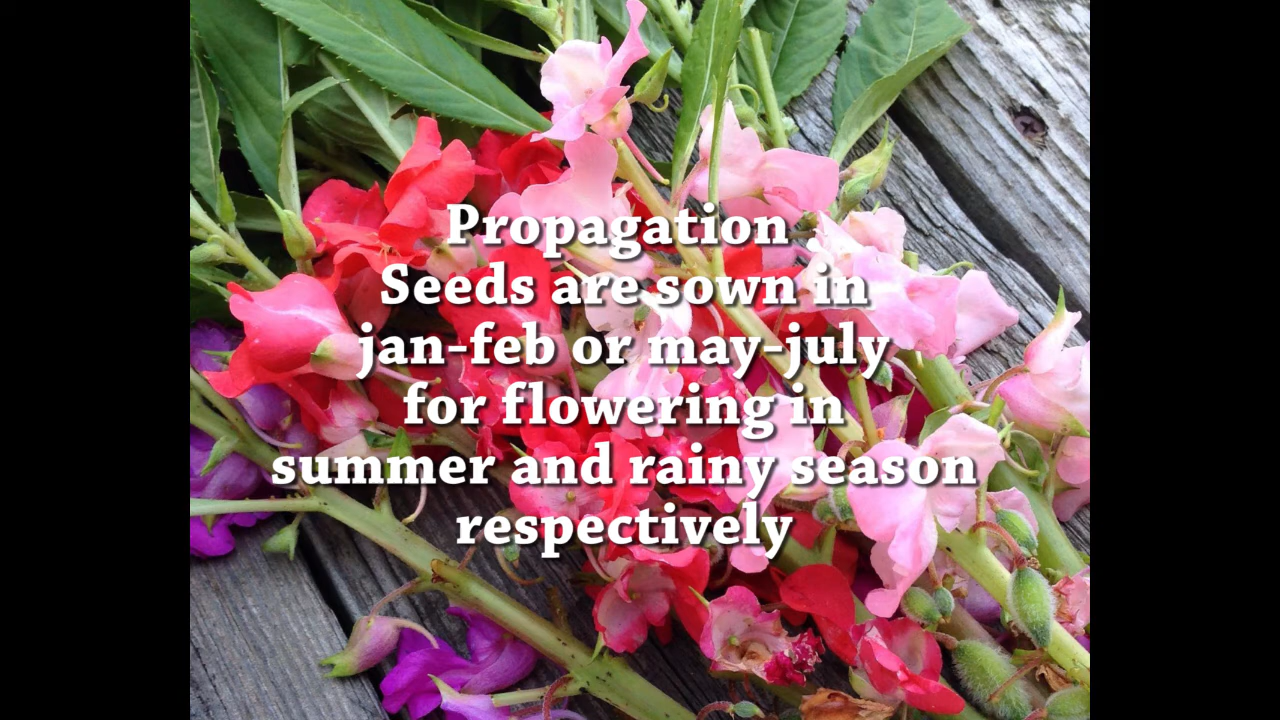 Propagation
Seeds are sown in
jan-feb or may-july
for flowering in
summer and rainy season
respectively